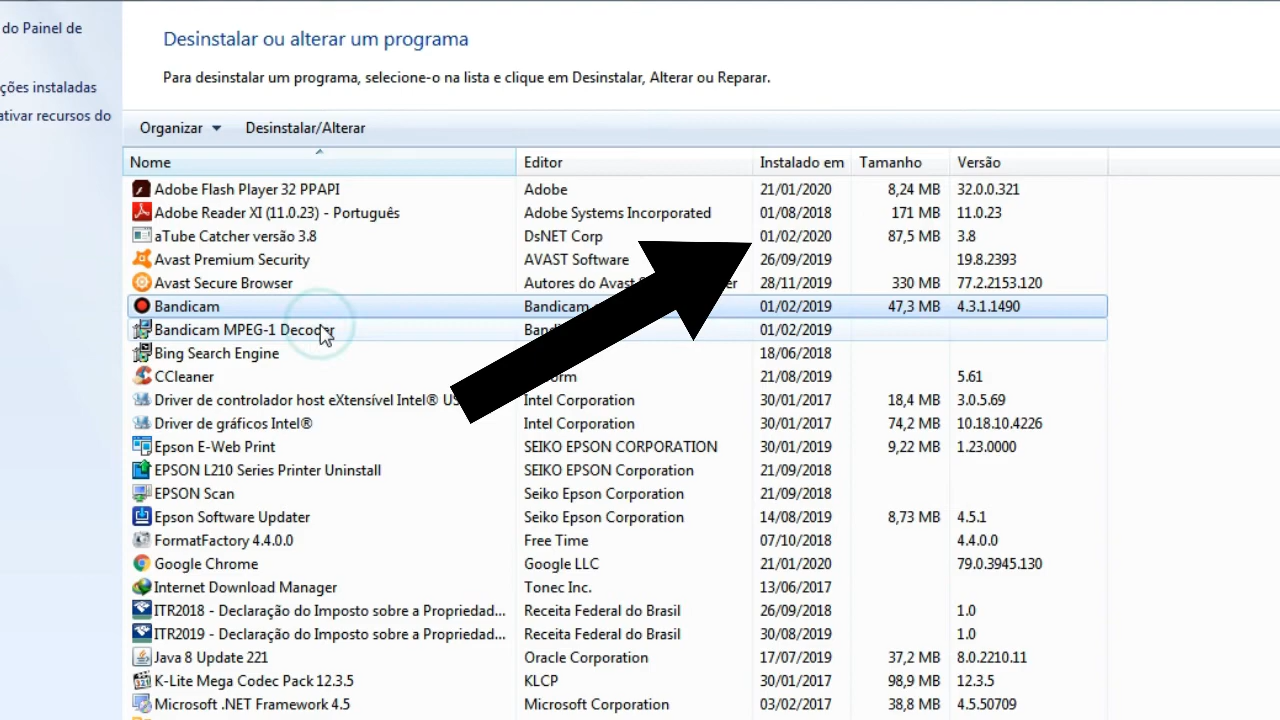 do Painel de
ções instaladas
ativar recursos do
Desinstalar ou alterar um programa
Para desinstalar um programa, selecione-o na lista e clique em Desinstalar, Alterar ou Reparar.
Organizar Desinstalar/Alterar
Nome Editor Instalado em Tamanho Versão
Adobe Flash Player 32 PPAPI Adobe 21/01/2020 8,24 MB 32.0.0.321
Adobe Reader XI (11.0.23) - Português Adobe Systems Incorporated 01/08/2018 171 MB 11.0.23
aTube Catcher versão 3.8 DsNET Corp 01/02/2020 87,5 MB 3.8
Avast Premium Security AVAST Software 26/09/2019 19.8.2393
Avast Secure Browser Autores do Avast 28/11/2019 330 MB 77.2.2153.120
Bandicam Bandicam 01/02/2019 47,3 MB 4.3.1.1490
Bandicam MPEG-1 Decoder 01/02/2019
Bing Search Engine 18/06/2018
CCleaner 21/08/2019 5.61
Driver de controlador host eXtensível Intel® Intel Corporation 30/01/2017 18,4 MB 3.0.5.69
Driver de gráficos Intel® Intel Corporation 30/01/2017 74,2 MB 10.18.10.4226
Epson E-Web Print SEIKO EPSON CORPORATION 30/01/2019 9,22 MB 1.23.0000
EPSON L210 Series Printer Uninstall SEIKO EPSON Corporation 21/09/2018
EPSON Scan Seiko Epson Corporation 21/09/2018
Epson Software Updater Seiko Epson Corporation 14/08/2019 8,73 MB 4.5.1
FormatFactory 4.4.0.0 Free Time 07/10/2018 4.4.0.0
Google Chrome Google LLC 21/01/2020 79.0.3945.130
Internet Download Manager Tonec Inc. 13/06/2017
ITR2018 - Declaração do Imposto sobre a Propriedad... Receita Federal do Brasil 26/09/2018 1.0
ITR2019 - Declaração do Imposto sobre a Propriedad... Receita Federal do Brasil 30/08/2019 1.0
Java 8 Update 221 Oracle Corporation 17/07/2019 37,2 MB 8.0.2210.11
K-Lite Mega Codec Pack 12.3.5 KLCP 30/01/2017 98,9 MB 12.3.5
Microsoft .NET Framework 4.5 Microsoft Corporation 03/02/2017 38,8 MB 4.5.50709